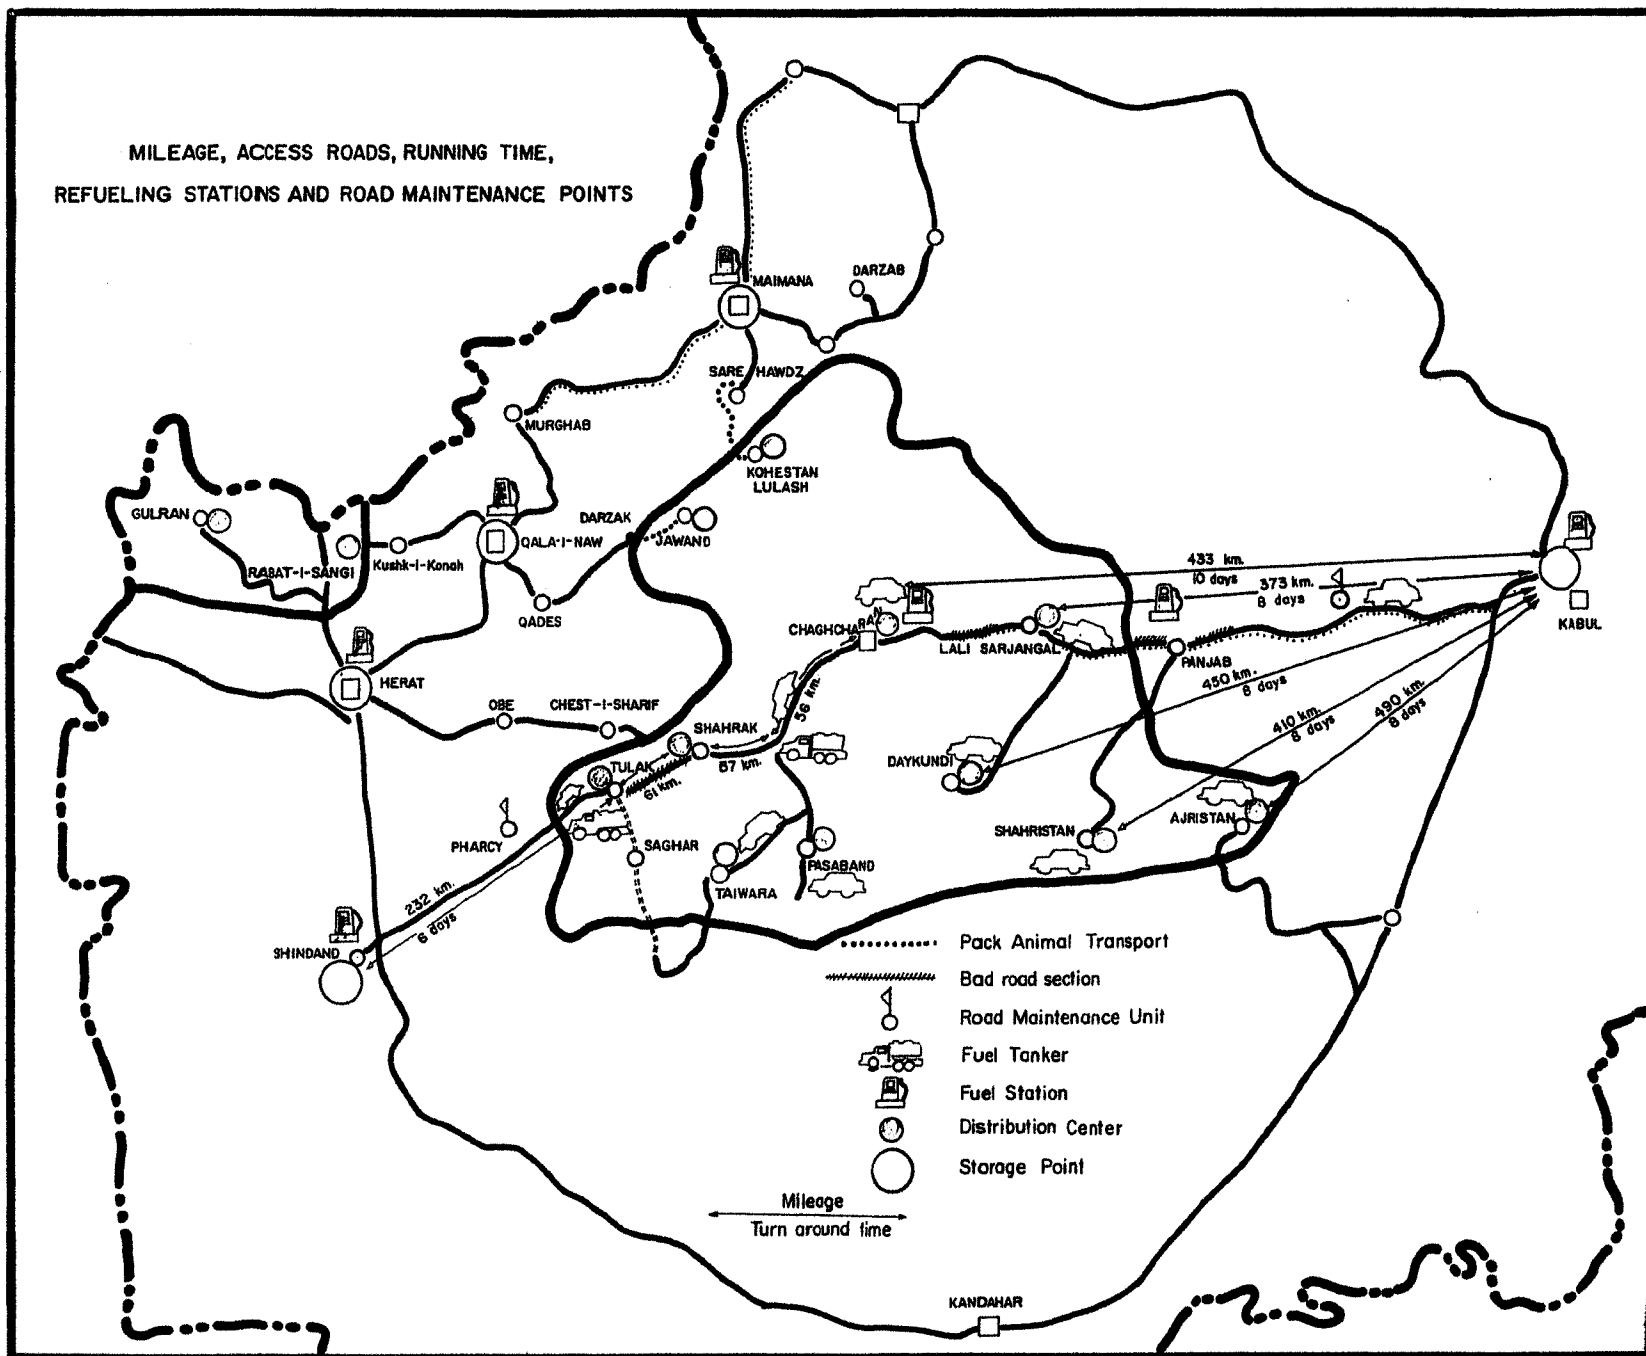 MILEAGE, ACCESS ROADS, RUNNING TIME,
REFUELING STATIONS AND ROAD MAINTENANCE POINTS
MAIMANA
DARZAB
SARE HAWDZ
MURGHAB
KOHESTAN
LULASH
GULRAN
DARZAK
QALA-I-NAW
JAWAND
RABAT-I-SANGI
Kushk-i-Konah
QADES
433 km.
10 days
373 km.
8 days
KABUL
CHAGHCHARAN
LALI SARJANGAL
PANJAB
450 km.
8 days
HERAT
OBE
CHEST-I-SHARIF
SHAHRAK
56 km.
57 km.
TULAK
61 km.
410 km.
8 days
490 km.
8 days
DAYKUNDI
SHAHRISTAN
AJRISTAN
PHARCY
SAGHAR
TAIWARA
PASABAND
232 km.
6 days
SHINDAND
Pack Animal Transport
Bad road section
Road Maintenance Unit
Fuel Tanker
Fuel Station
Distribution Center
Storage Point
Mileage
Turn around time
KANDAHAR